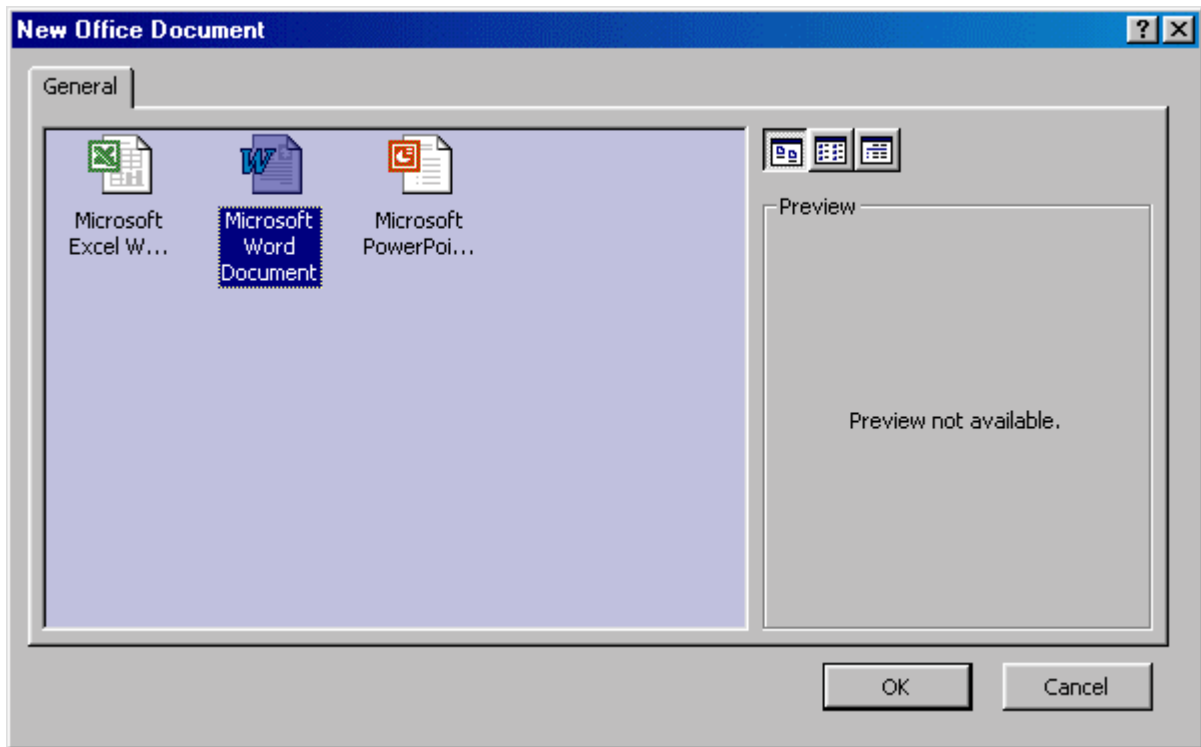 New Office Document
General
Microsoft
Excel W...
Microsoft
Word
Document
Microsoft
PowerPoi...
Preview
Preview not available.
OK
Cancel